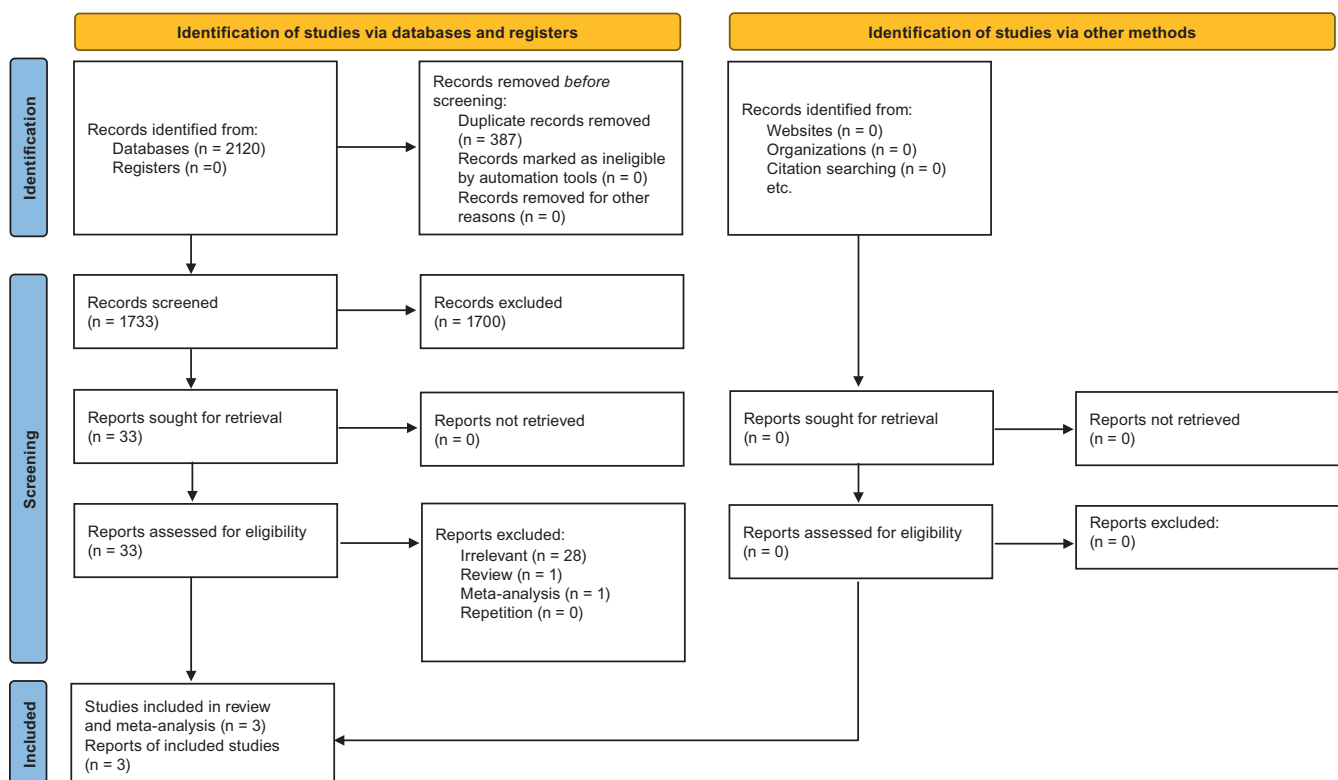 Identification of studies via databases and registers
Identification of studies via other methods
Identification
Records identified from:
Databases (n = 2120)
Registers (n =0)
Records removed before
screening:
Duplicate records removed
(n = 387)
Records marked as ineligible
by automation tools (n = 0)
Records removed for other
reasons (n = 0)
Records identified from:
Websites (n = 0)
Organizations (n = 0)
Citation searching (n = 0)
etc.
Screening
Records screened
(n = 1733)
Records excluded
(n = 1700)
Reports sought for retrieval
(n = 33)
Reports not retrieved
(n = 0)
Reports sought for retrieval
(n = 0)
Reports not retrieved
(n = 0)
Reports assessed for eligibility
(n = 33)
Reports excluded:
Irrelevant (n = 28)
Review (n = 1)
Meta-analysis (n = 1)
Repetition (n = 0)
Reports assessed for eligibility
(n = 0)
Reports excluded:
(n = 0)
Included
Studies included in review
and meta-analysis (n = 3)
Reports of included studies
(n = 3)